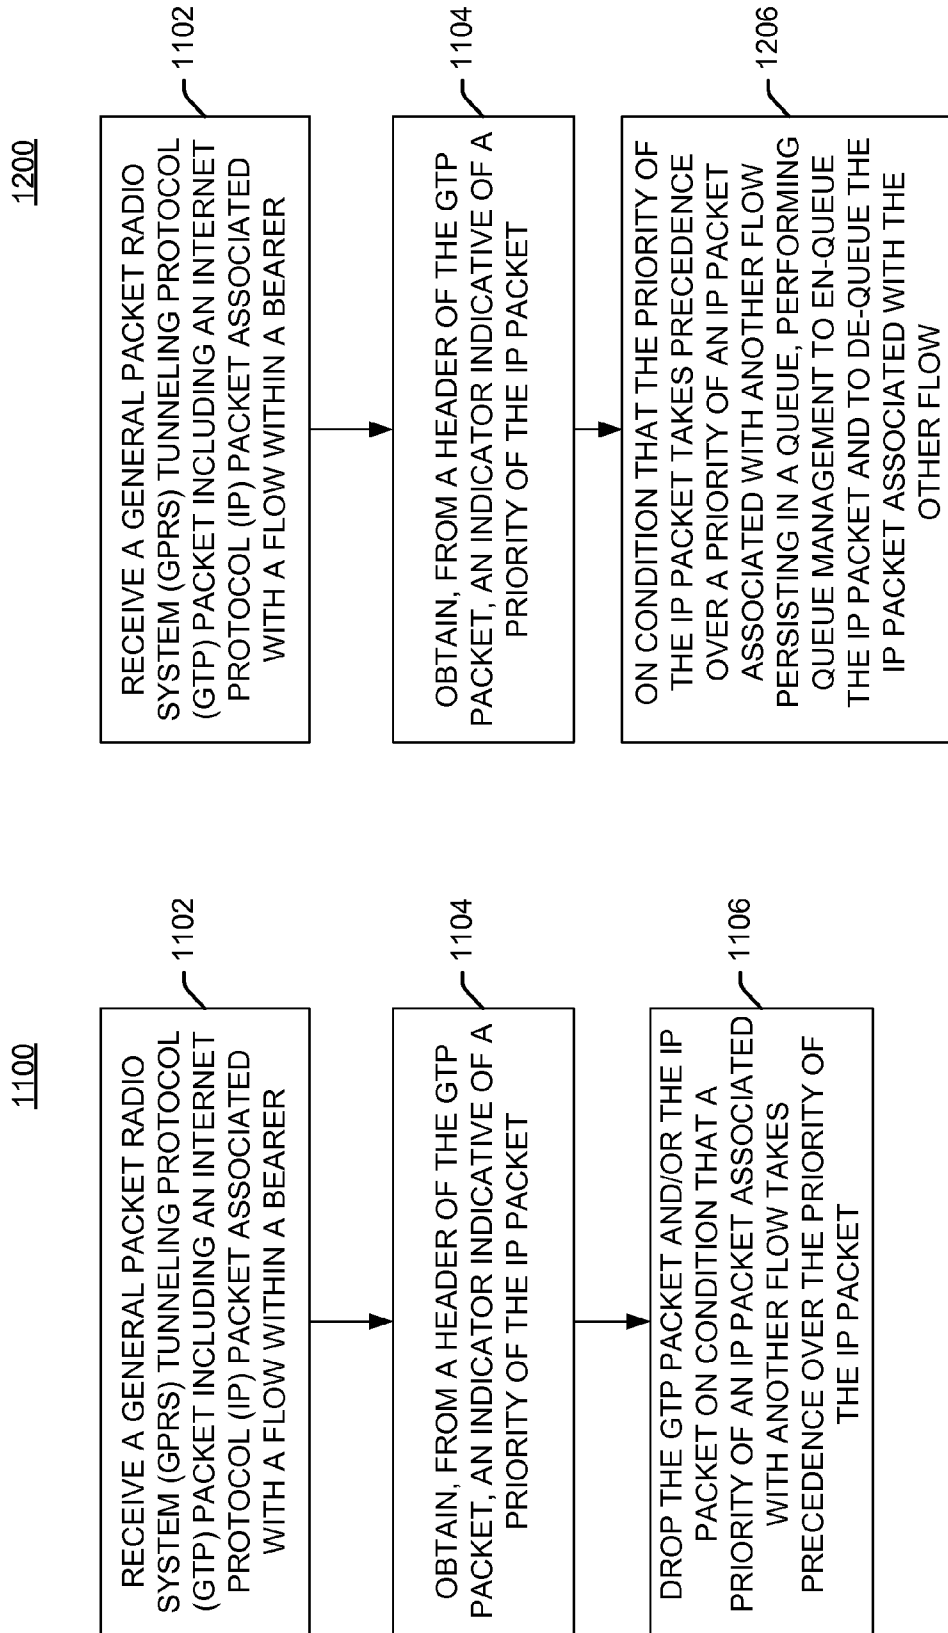 1100
RECEIVE A GENERAL PACKET RADIO
SYSTEM (GPRS) TUNNELING PROTOCOL
(GTP) PACKET INCLUDING AN INTERNET
PROTOCOL (IP) PACKET ASSOCIATED
WITH A FLOW WITHIN A BEARER
1102
OBTAIN, FROM A HEADER OF THE GTP
PACKET, AN INDICATOR INDICATIVE OF A
PRIORITY OF THE IP PACKET
1104
DROP THE GTP PACKET AND/OR THE IP
PACKET ON CONDITION THAT A
PRIORITY OF AN IP PACKET ASSOCIATED
WITH ANOTHER FLOW TAKES
PRECEDENCE OVER THE PRIORITY OF
THE IP PACKET
1106
1200
RECEIVE A GENERAL PACKET RADIO
SYSTEM (GPRS) TUNNELING PROTOCOL
(GTP) PACKET INCLUDING AN INTERNET
PROTOCOL (IP) PACKET ASSOCIATED
WITH A FLOW WITHIN A BEARER
1102
OBTAIN, FROM A HEADER OF THE GTP
PACKET, AN INDICATOR INDICATIVE OF A
PRIORITY OF THE IP PACKET
1104
ON CONDITION THAT THE PRIORITY OF
THE IP PACKET TAKES PRECEDENCE
OVER A PRIORITY OF AN IP PACKET
ASSOCIATED WITH ANOTHER FLOW
PERSISTING IN A QUEUE, PERFORMING
QUEUE MANAGEMENT TO EN-QUEUE
THE IP PACKET AND TO DE-QUEUE THE
IP PACKET ASSOCIATED WITH THE
OTHER FLOW
1206